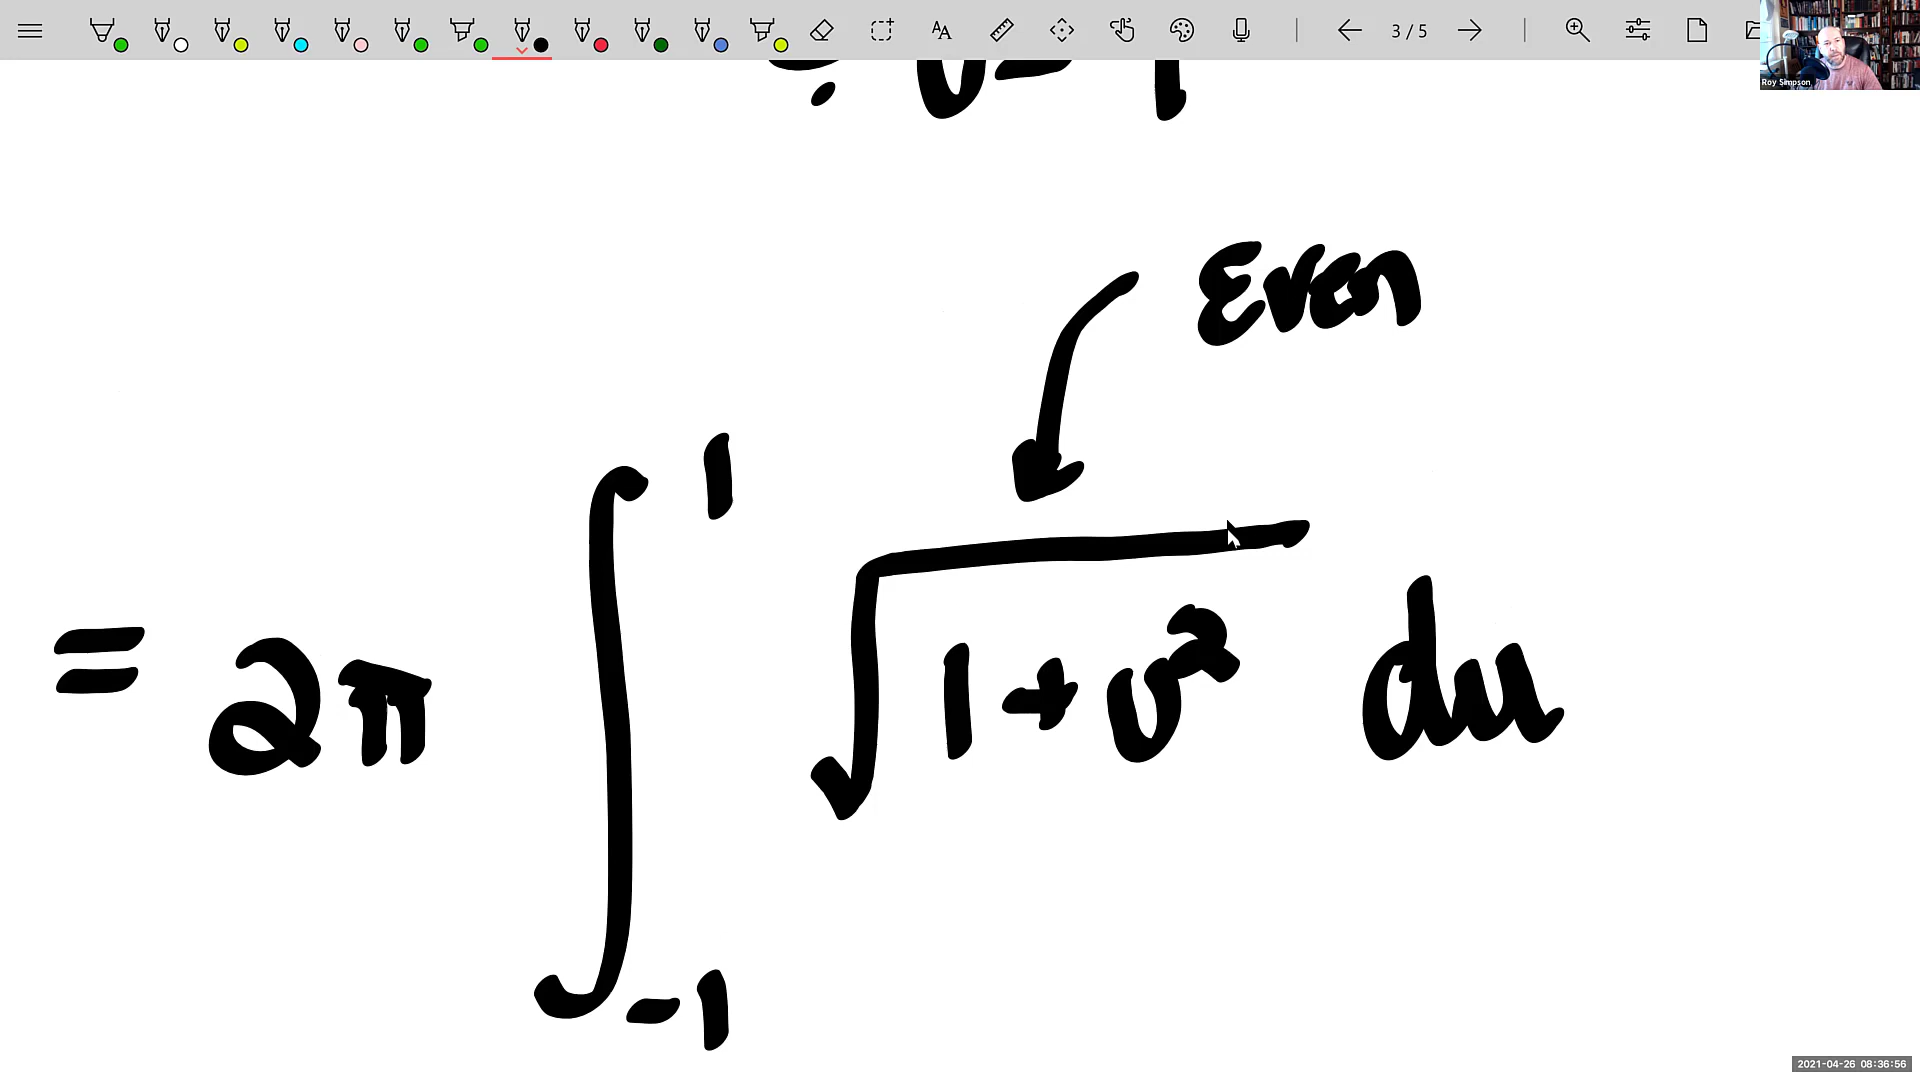 3 / 5
Roy Simpson
Even
= 2π ∫_{-1}^{1} √(1+u²) du
2021-04-26 08:36:56